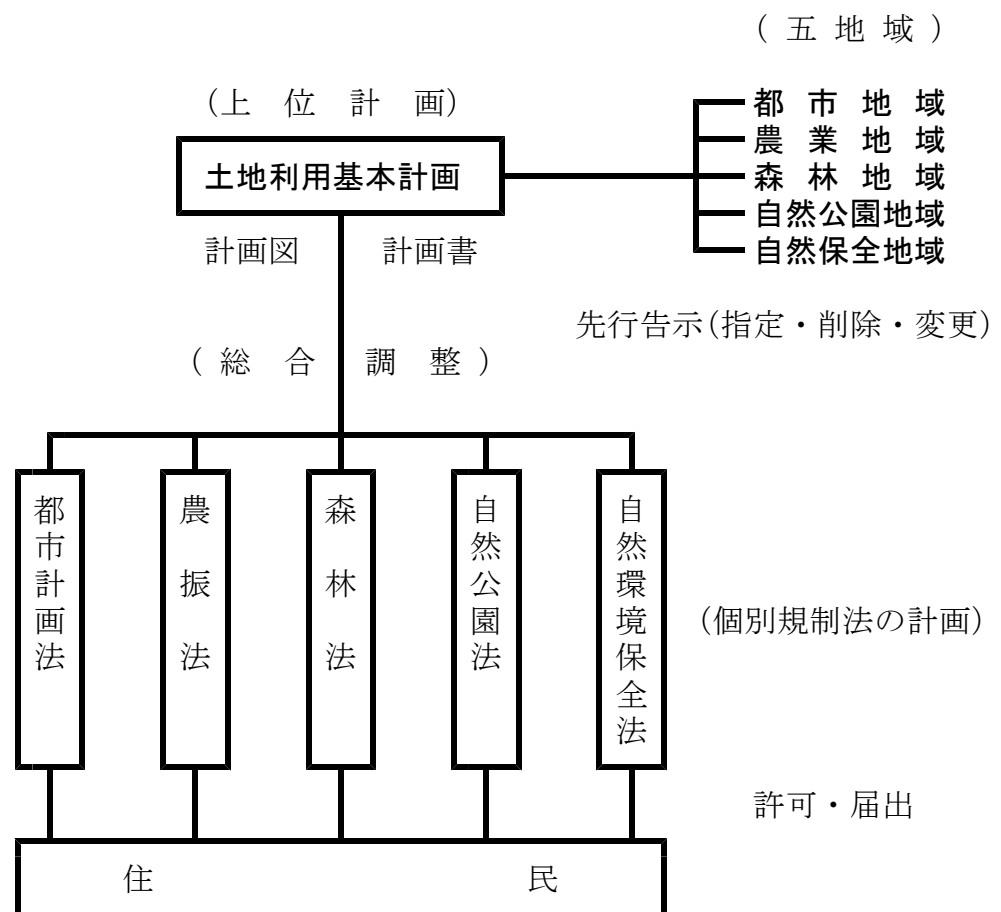 (五地域)
(上位計画)
土地利用基本計画
都市地域
農業地域
森林地域
自然公園地域
自然保全地域
計画図 計画書
先行告示(指定・削除・変更)
(総合調整)
都市計画法
農振法
森林法
自然公園法
自然環境保全法
(個別規制法の計画)
許可・届出
住民